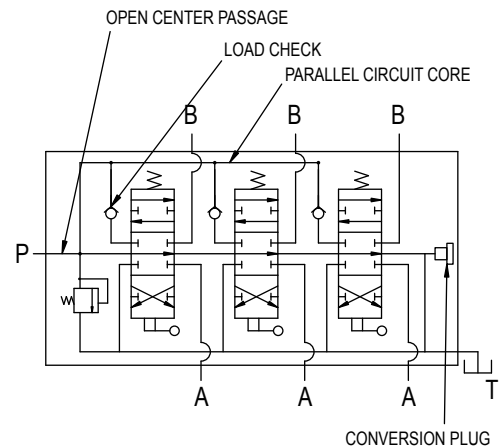 OPEN CENTER PASSAGE
LOAD CHECK
PARALLEL CIRCUIT CORE
B B B
P
A A A
T
CONVERSION PLUG